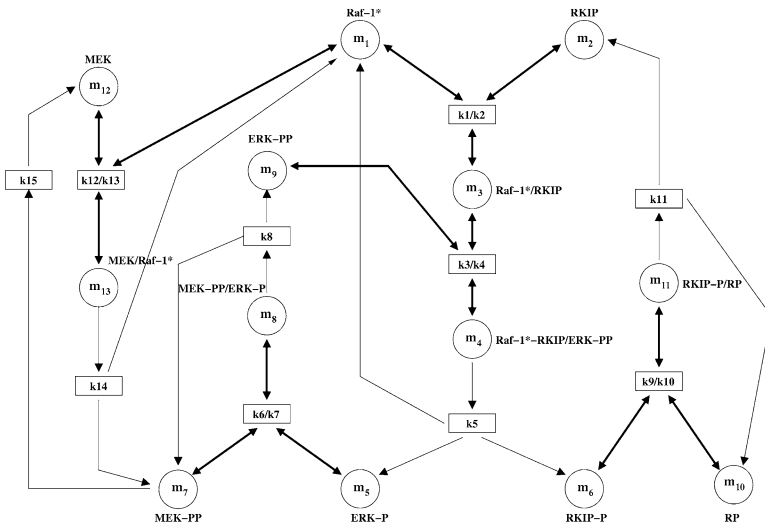 Raf-1*
RKIP
m1
m2
MEK
m12
k1/k2
ERK-PP
m9
k15
k12/k13
m3
Raf-1*/RKIP
k11
k8
k3/k4
MEK/Raf-1*
m13
MEK-PP/ERK-P
m8
m11
RKIP-P/RP
m4
Raf-1*-RKIP/ERK-PP
k14
k9/k10
k6/k7
k5
m7
m5
m6
m10
MEK-PP
ERK-P
RKIP-P
RP